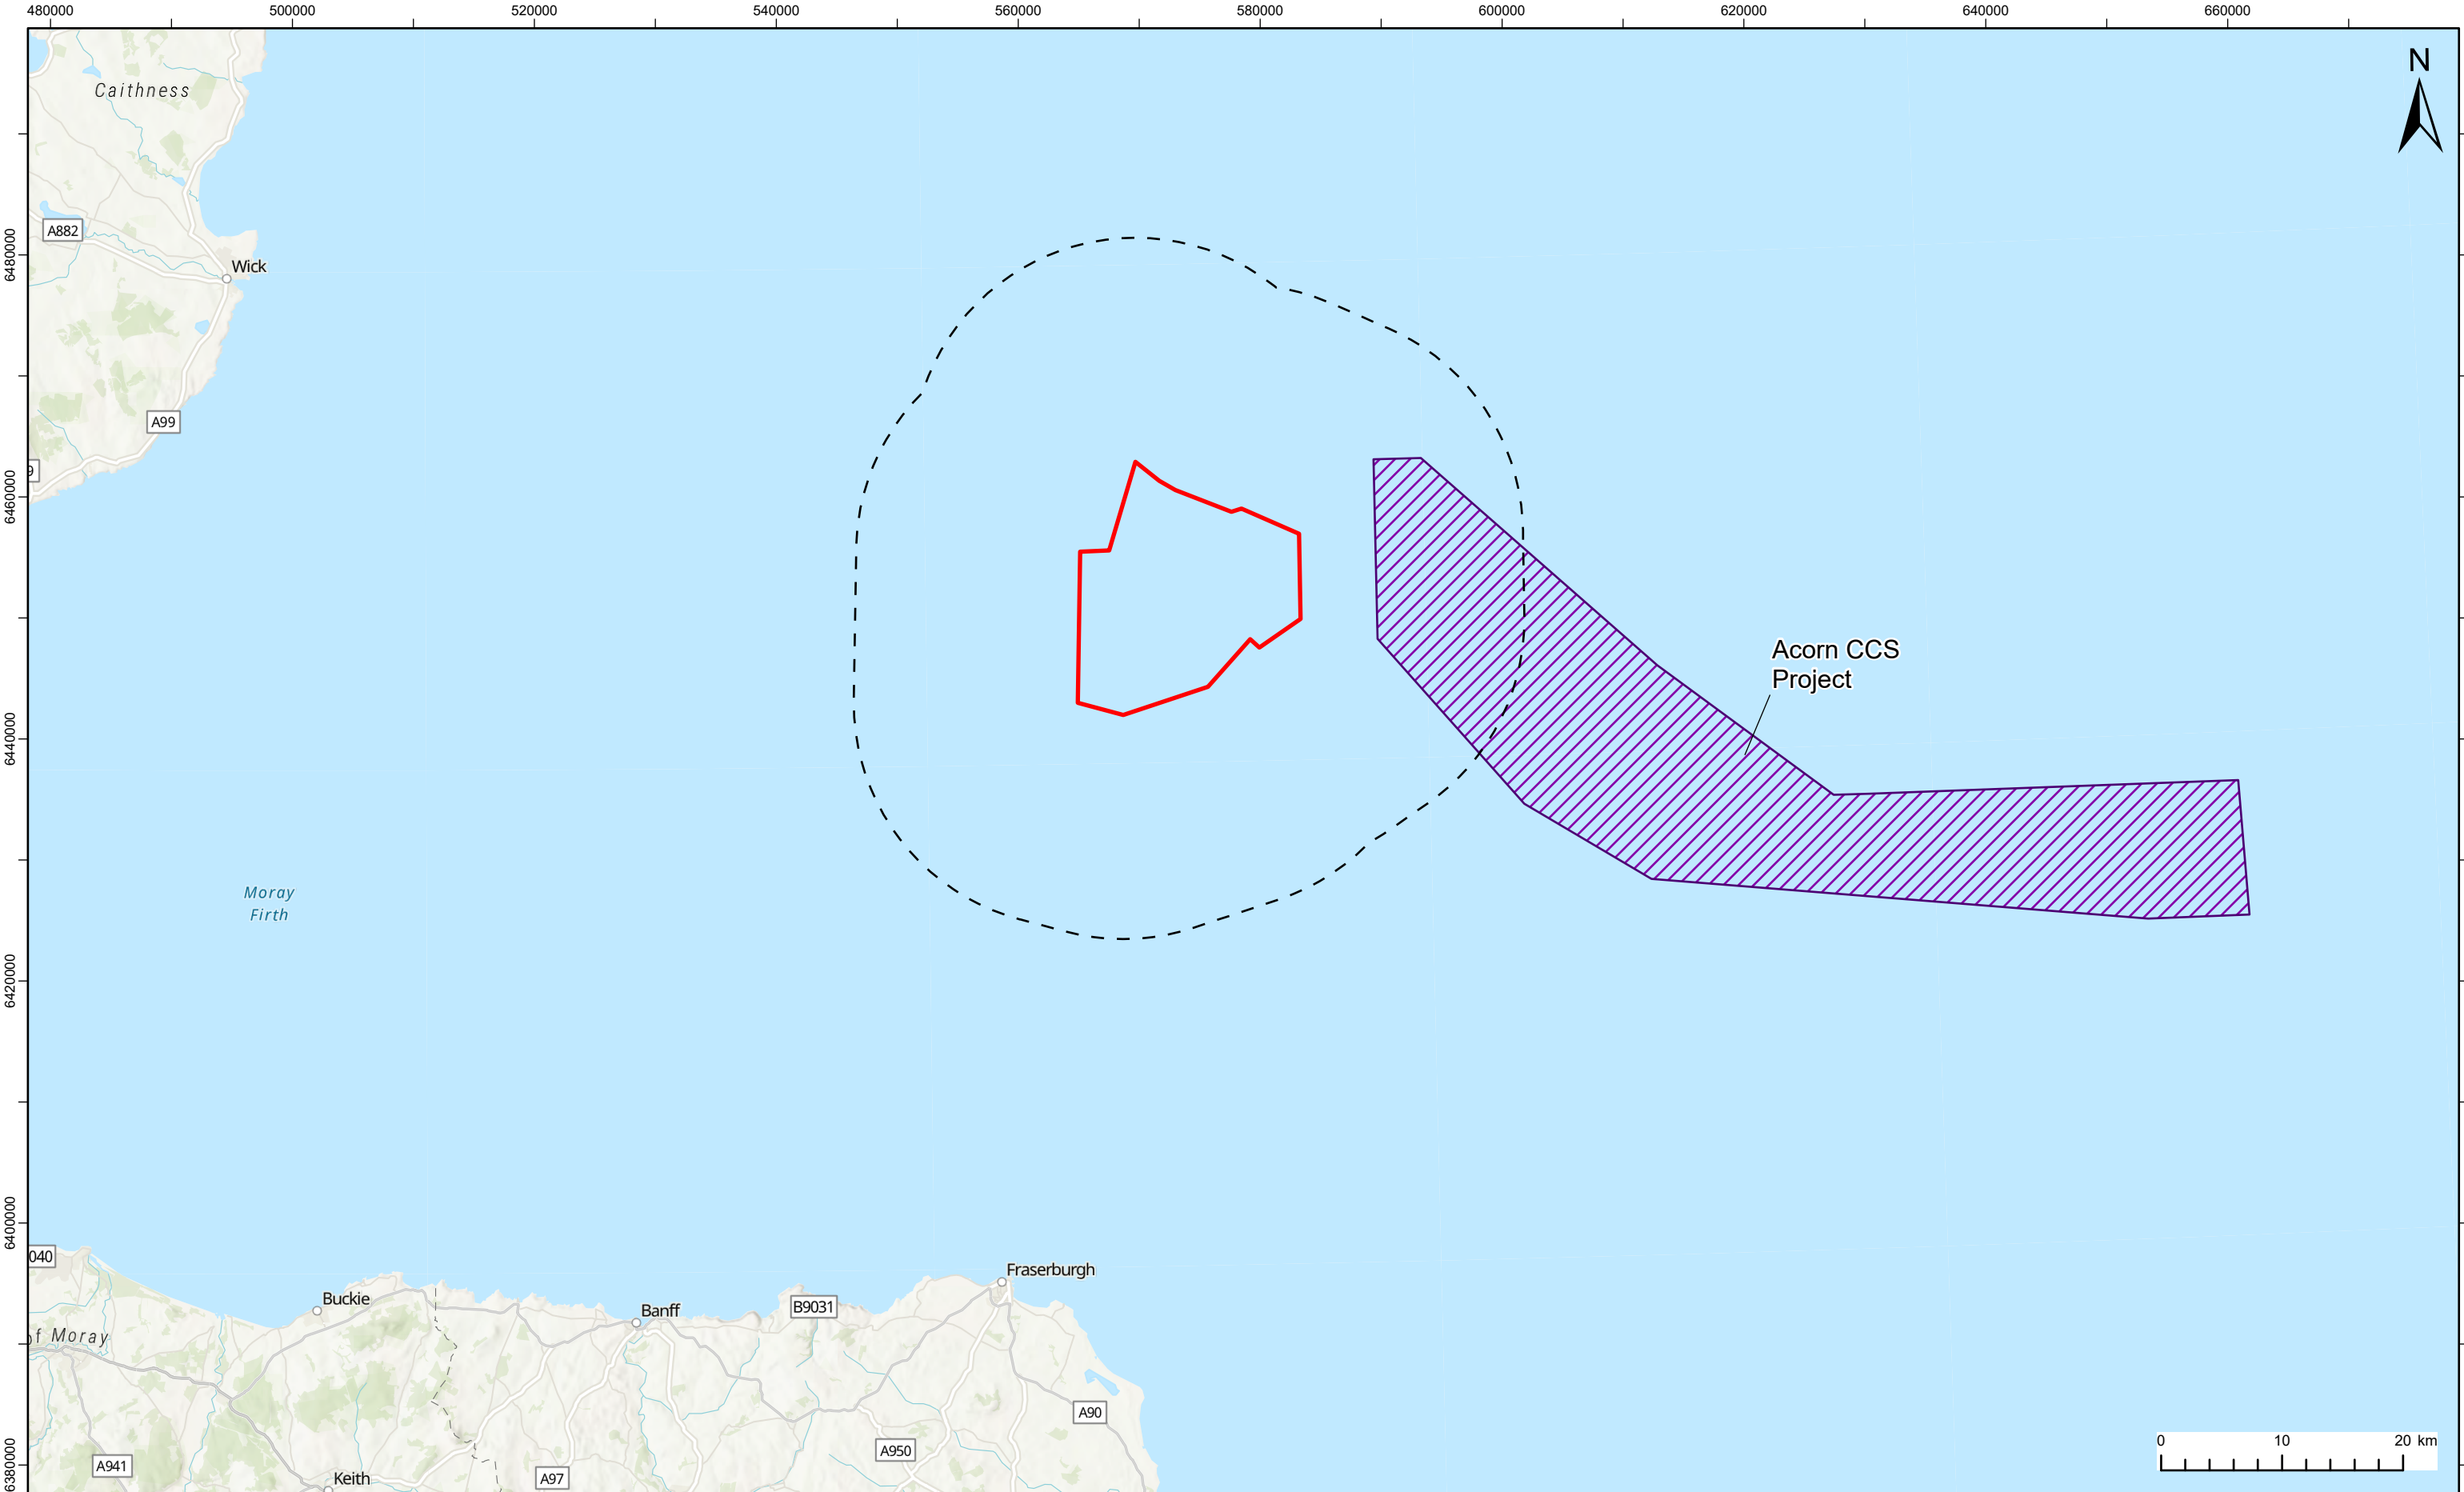 480000 500000 520000 540000 560000 580000 600000 620000 640000 660000
N
Caithness
A882
Wick
6480000
A99
9
6460000
Acorn CCS
Project
6440000
Moray
Firth
6420000
6400000
040
Fraserburgh
Buckie
Banff
B9031
of Moray
A90
A950
0 10 20 km
A941
Keith
A97
6380000